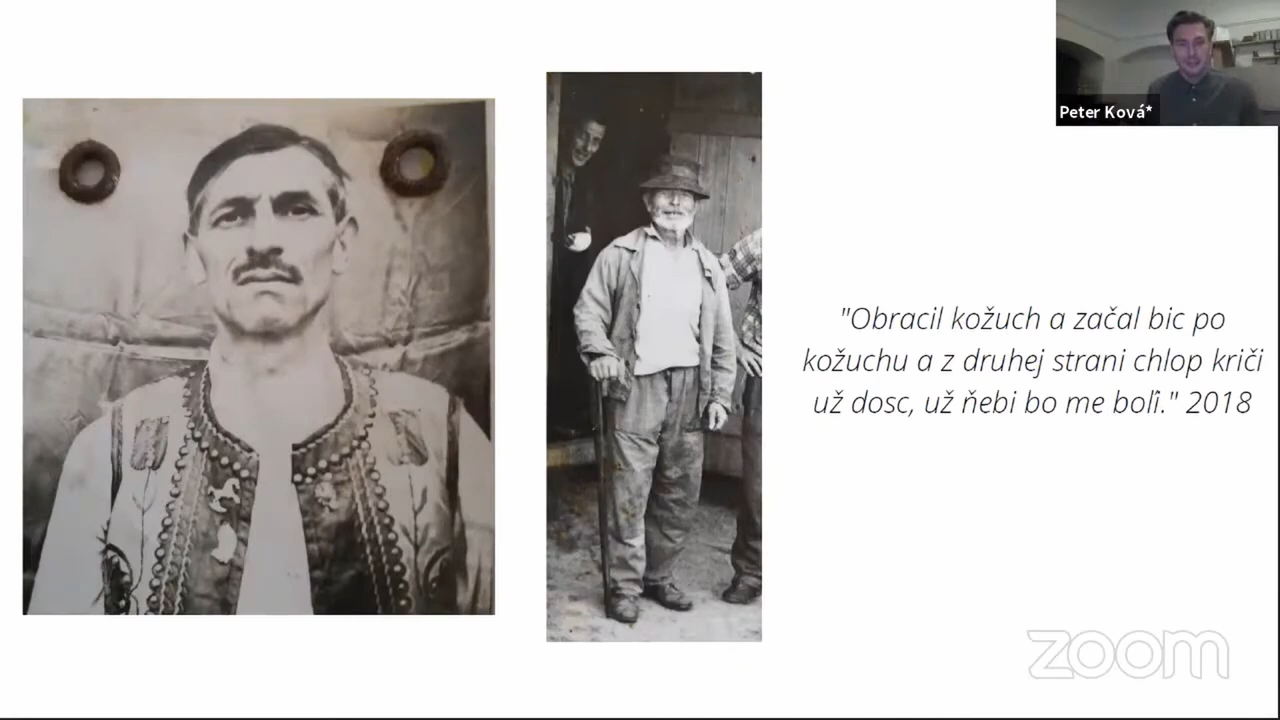 Peter Ková*
"Obracil kožuch a začal bic po
kožuchu a z druhej strani chlop kriči
už dosc, už ňebi bo me bolľi." 2018
zoom